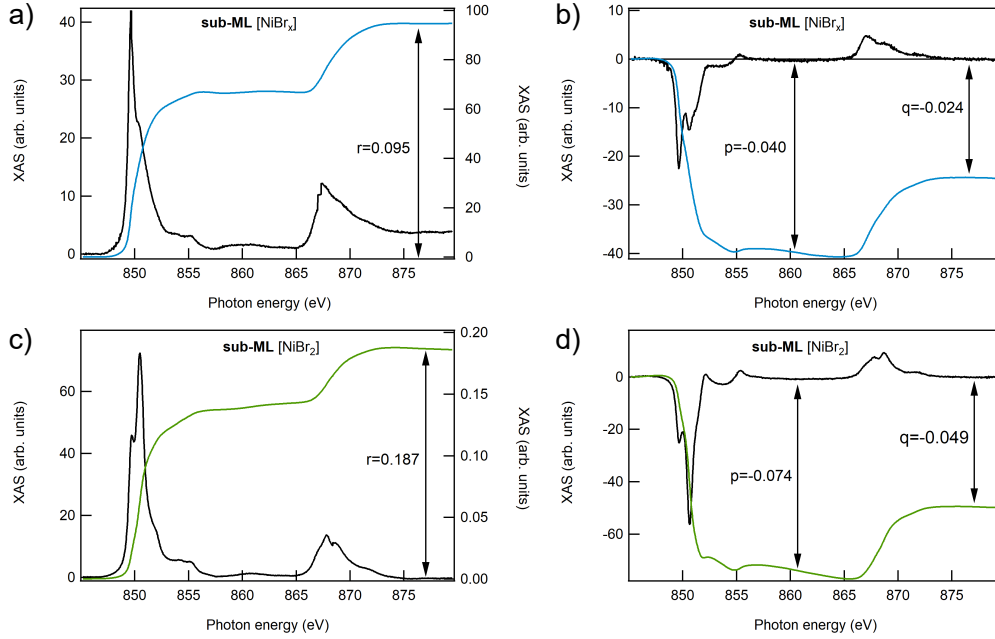 a)
sub-ML [NiBrx]
XAS (arb. units)
40
30
20
10
0
100
80
60
40
20
0
XAS (arb. units)
r=0.095
850 855 860 865 870 875
Photon energy (eV)
b)
sub-ML [NiBrx]
XAS (arb. units)
10
0
-10
-20
-30
-40
p=-0.040
q=-0.024
850 855 860 865 870 875
Photon energy (eV)
c)
sub-ML [NiBr2]
XAS (arb. units)
60
40
20
0
0.20
0.15
0.10
0.05
0.00
XAS (arb. units)
r=0.187
850 855 860 865 870 875
Photon energy (eV)
d)
sub-ML [NiBr2]
XAS (arb. units)
0
-20
-40
-60
p=-0.074
q=-0.049
850 855 860 865 870 875
Photon energy (eV)